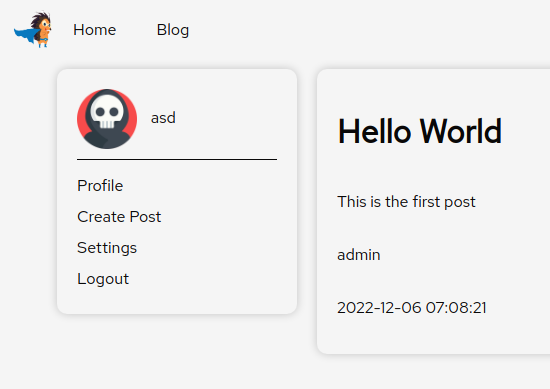 Home
Blog
asd
Profile
Create Post
Settings
Logout
Hello World
This is the first post
admin
2022-12-06 07:08:21